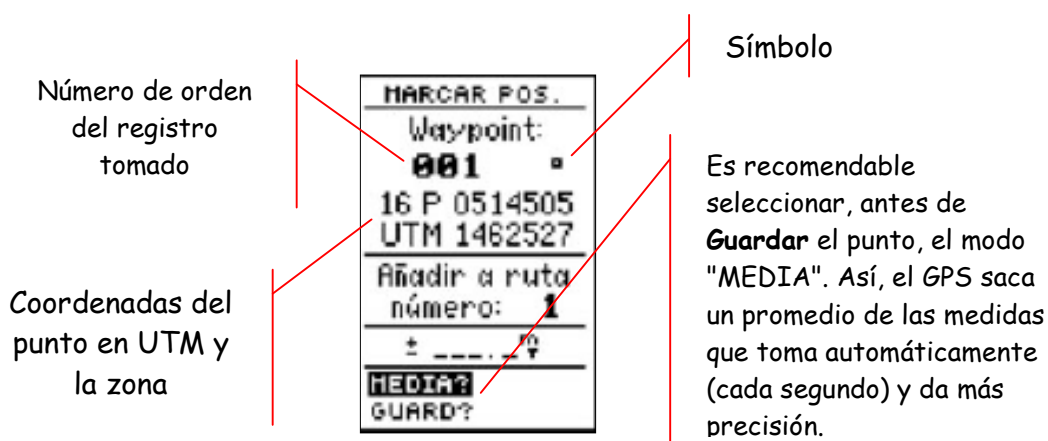 Número de orden
del registro
tomado
Coordenadas del
punto en UTM y
la zona
MARCAR POS.
Waypoint:
001
16 P 0514505
UTM 1462527
Añadir a ruta
número: 1
± ___._m
MEDIA?
GUARD?
Símbolo
Es recomendable
seleccionar, antes de
Guardar el punto, el modo
"MEDIA". Así, el GPS saca
un promedio de las medidas
que toma automáticamente
(cada segundo) y da más
precisión.